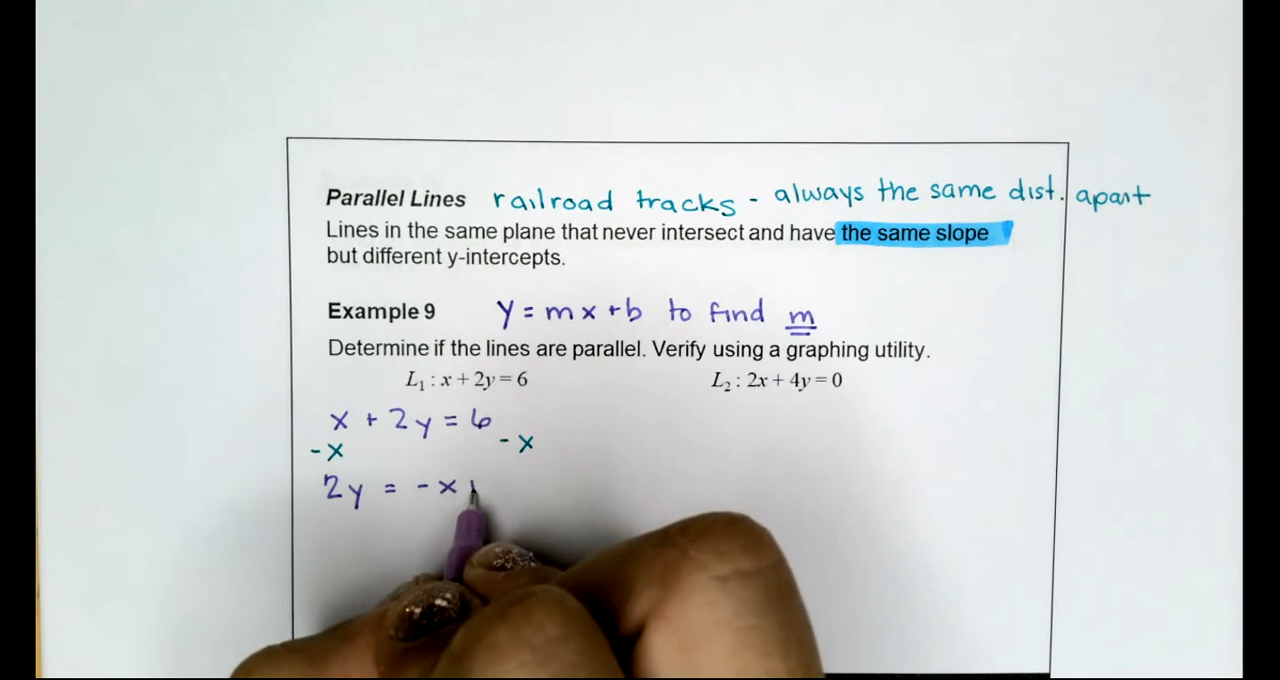 Parallel Lines railroad tracks - always the same dist. apart
Lines in the same plane that never intersect and have the same slope
but different y-intercepts.
Example 9 y = mx + b to find m
Determine if the lines are parallel. Verify using a graphing utility.
L₁ : x + 2y = 6 L₂ : 2x + 4y = 0
x + 2y = 6
-x -x
2y = -x